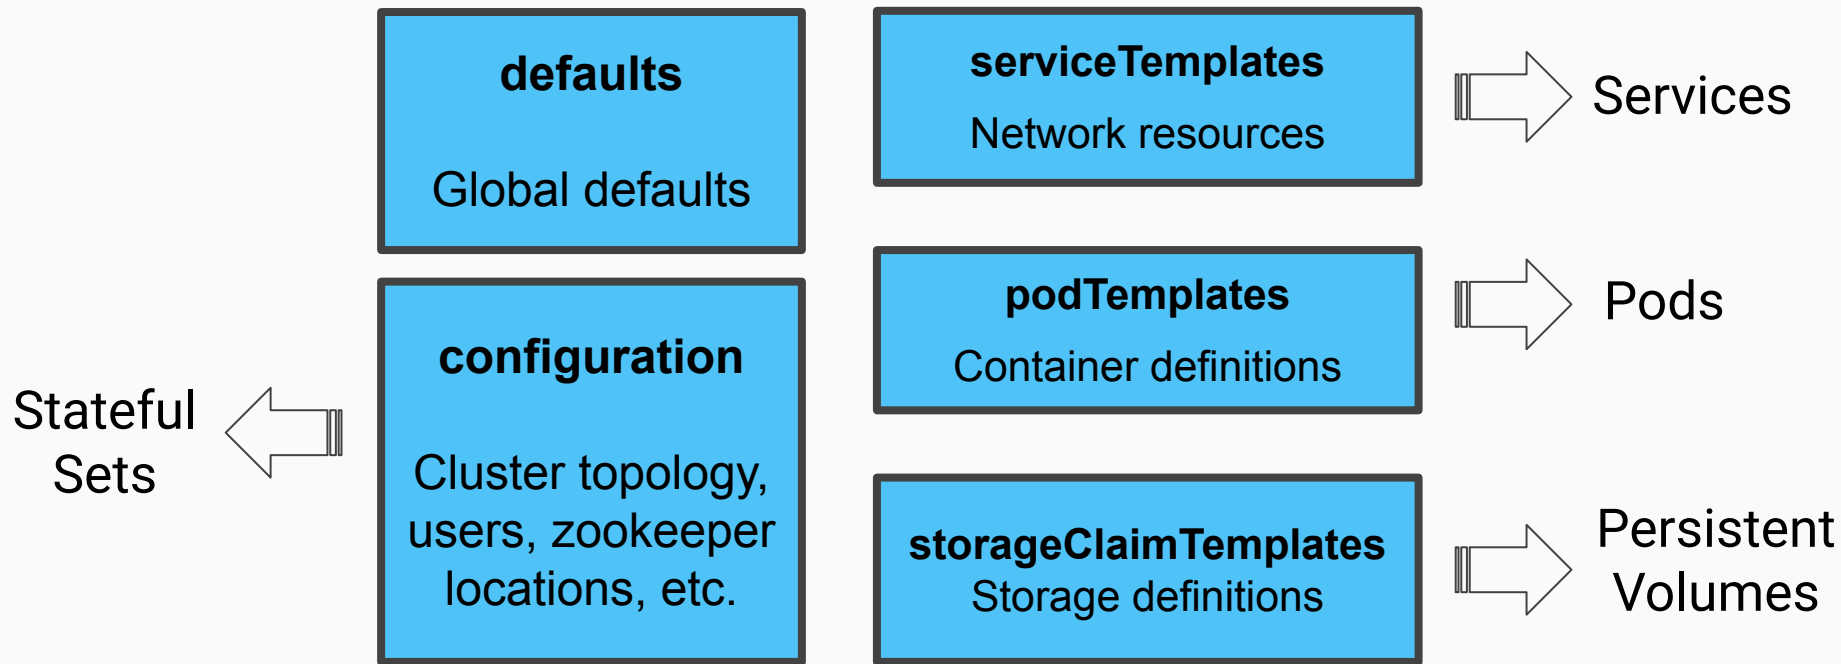 defaults
Global defaults
configuration
Cluster topology,
users, zookeeper
locations, etc.
Stateful
Sets
serviceTemplates
Network resources
Services
podTemplates
Container definitions
Pods
storageClaimTemplates
Storage definitions
Persistent
Volumes